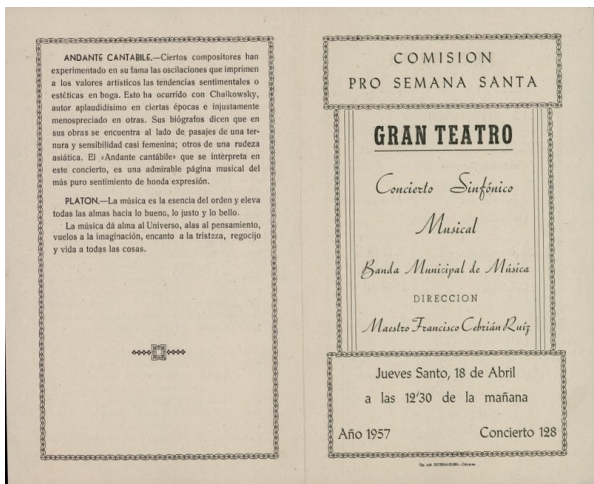 ANDANTE CANTABILE.—Ciertos compositores han
experimentado en su fama las oscilaciones que imprimen
a los valores artísticos las tendencias sentimentales o
estéticas en boga. Esto ha ocurrido con Chaikowsky,
autor aplaudidísimo en ciertas épocas e injustamente
menospreciado en otras. Sus biógrafos dicen que en
sus obras se encuentra al lado de pasajes de una ter-
nura y sensibilidad casi femenina; otros de una rudeza
asiática. El «Andante cantábile» que se interpreta en
este concierto, es una admirable página musical del
más puro sentimiento de honda expresión.
PLATON.—La música es la esencia del orden y eleva
todas las almas hacia lo bueno, lo justo y lo bello.
La música dá alma al Universo, alas al pensamiento,
vuelos a la imaginación, encanto a la tristeza, regocijo
y vida a todas las cosas.
COMISION
PRO SEMANA SANTA
GRAN TEATRO
Concierto Sinfónico
Musical
Banda Municipal de Música
DIRECCION
Maestro Francisco Cebrián Ruíz
Jueves Santo, 18 de Abril
a las 12'30 de la mañana
Año 1957 Concierto 128